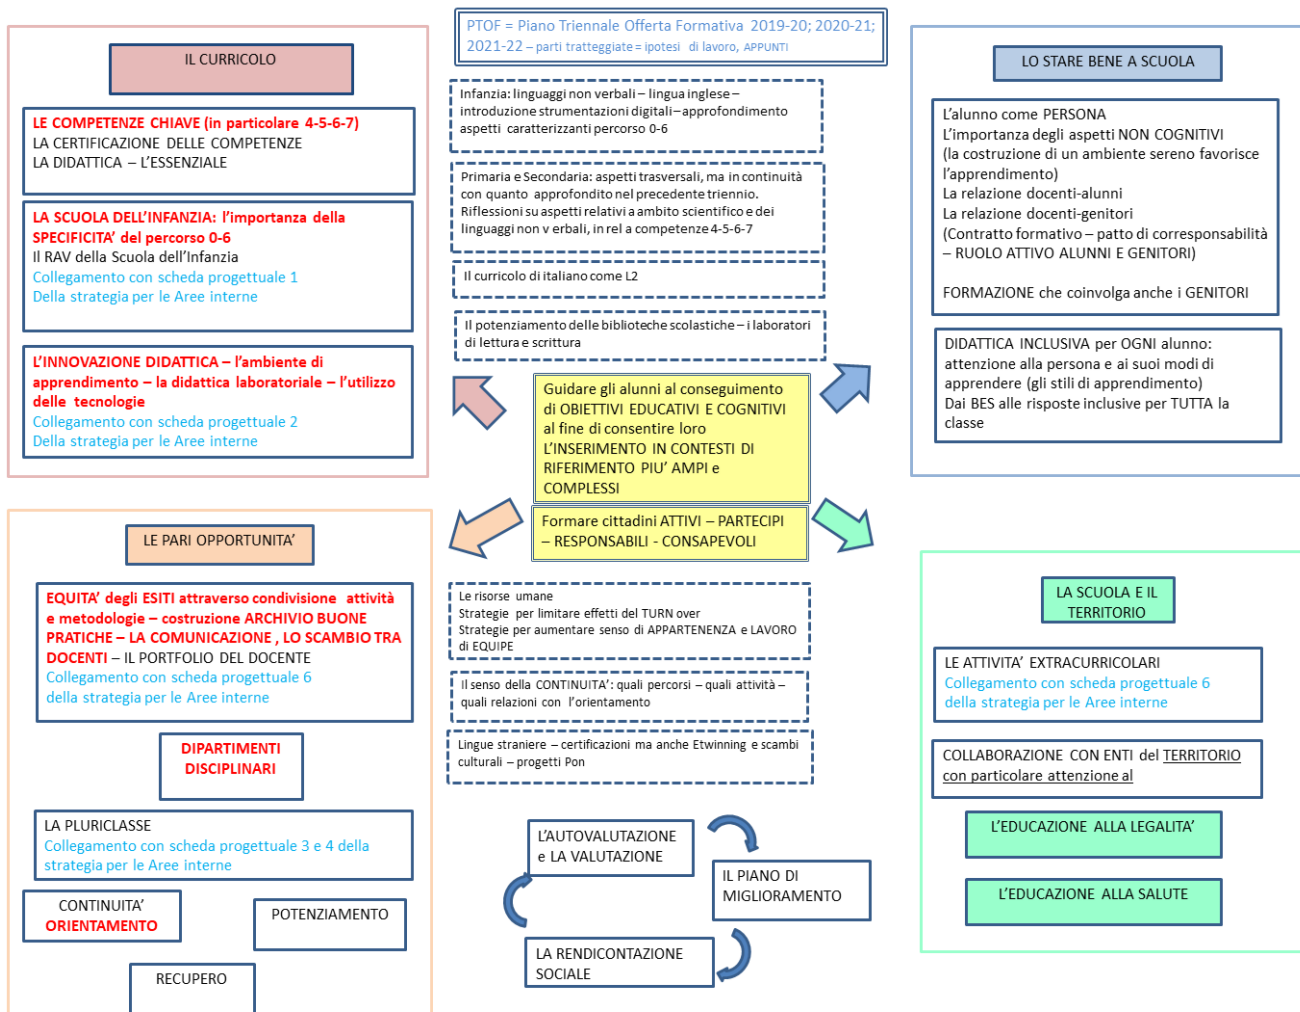 PTOF = Piano Triennale Offerta Formativa 2019-20; 2020-21;
2021-22 – parti tratteggiate = ipotesi di lavoro, APPUNTI
IL CURRICOLO
LE COMPETENZE CHIAVE (in particolare 4-5-6-7)
LA CERTIFICAZIONE DELLE COMPETENZE
LA DIDATTICA – L'ESSENZIALE
LA SCUOLA DELL'INFANZIA: l'importanza della
SPECIFICITA' del percorso 0-6
Il RAV della Scuola dell'Infanzia
Collegamento con scheda progettuale 1
Della strategia per le Aree interne
L'INNOVAZIONE DIDATTICA – l'ambiente di
apprendimento – la didattica laboratoriale – l'utilizzo
delle tecnologie
Collegamento con scheda progettuale 2
Della strategia per le Aree interne
Infanzia: linguaggi non verbali – lingua inglese –
introduzione strumentazioni digitali – approfondimento
aspetti caratterizzanti percorso 0-6
Primaria e Secondaria: aspetti trasversali, ma in continuità
con quanto approfondito nel precedente triennio.
Riflessioni su aspetti relativi a ambito scientifico e dei
linguaggi non v erbali, in rel a competenze 4-5-6-7
Il curricolo di italiano come L2
Il potenziamento delle biblioteche scolastiche – i laboratori
di lettura e scrittura
LO STARE BENE A SCUOLA
L'alunno come PERSONA
L'importanza degli aspetti NON COGNITIVI
(la costruzione di un ambiente sereno favorisce
l'apprendimento)
La relazione docenti-alunni
La relazione docenti-genitori
(Contratto formativo – patto di corresponsabilità
– RUOLO ATTIVO ALUNNI E GENITORI)
FORMAZIONE che coinvolga anche i GENITORI
DIDATTICA INCLUSIVA per OGNI alunno:
attenzione alla persona e ai suoi modi di
apprendere (gli stili di apprendimento)
Dai BES alle risposte inclusive per TUTTA la
classe
Guidare gli alunni al conseguimento
di OBIETTIVI EDUCATIVI E COGNITIVI
al fine di consentire loro
L'INSERIMENTO IN CONTESTI DI
RIFERIMENTO PIU' AMPI e
COMPLESSI
Formare cittadini ATTIVI – PARTECIPI
– RESPONSABILI - CONSAPEVOLI
LE PARI OPPORTUNITA'
EQUITA' degli ESITI attraverso condivisione attività
e metodologie – costruzione ARCHIVIO BUONE
PRATICHE – LA COMUNICAZIONE , LO SCAMBIO TRA
DOCENTI – IL PORTFOLIO DEL DOCENTE
Collegamento con scheda progettuale 6
della strategia per le Aree interne
DIPARTIMENTI
DISCIPLINARI
LA PLURICLASSE
Collegamento con scheda progettuale 3 e 4 della
strategia per le Aree interne
CONTINUITA'
ORIENTAMENTO
POTENZIAMENTO
RECUPERO
Le risorse umane
Strategie per limitare effetti del TURN over
Strategie per aumentare senso di APPARTENENZA e LAVORO
di EQUIPE
Il senso della CONTINUITA': quali percorsi – quali attività –
quali relazioni con l'orientamento
Lingue straniere – certificazioni ma anche Etwinning e scambi
culturali – progetti Pon
L'AUTOVALUTAZIONE
e LA VALUTAZIONE
IL PIANO DI
MIGLIORAMENTO
LA RENDICONTAZIONE
SOCIALE
LA SCUOLA E IL
TERRITORIO
LE ATTIVITA' EXTRACURRICOLARI
Collegamento con scheda progettuale 6
della strategia per le Aree interne
COLLABORAZIONE CON ENTI del TERRITORIO
con particolare attenzione al
L'EDUCAZIONE ALLA LEGALITA'
L'EDUCAZIONE ALLA SALUTE